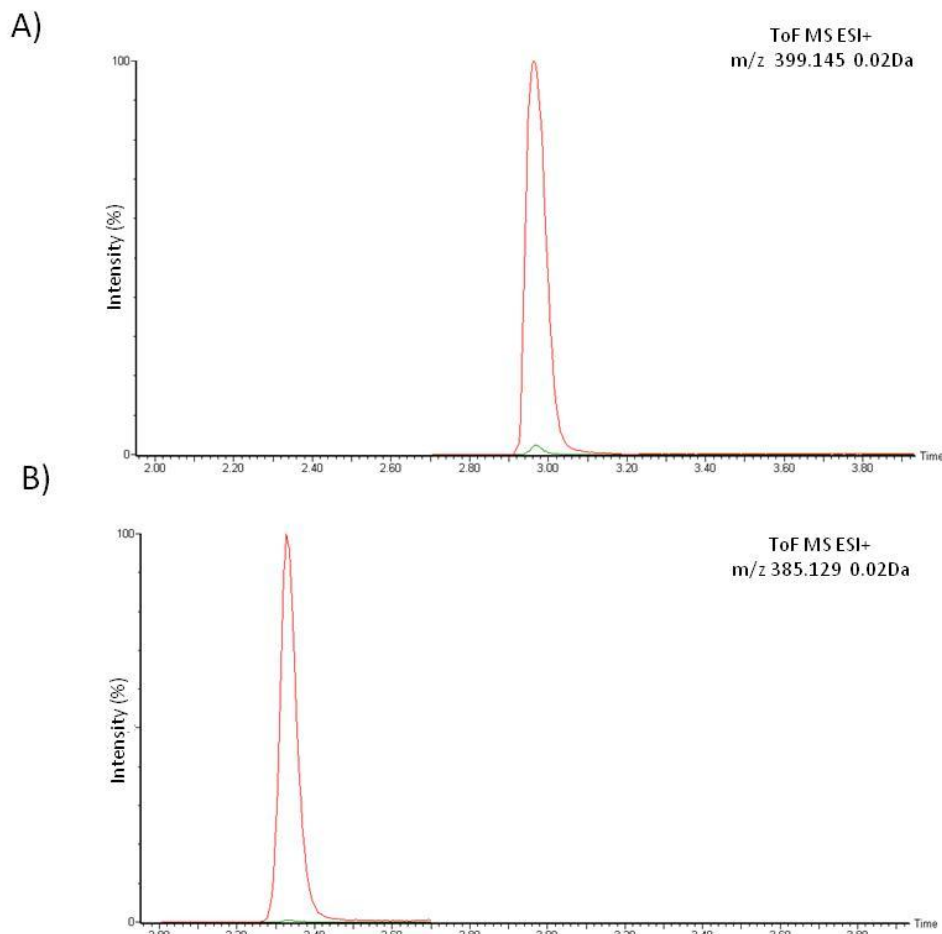 A)
ToF MS ESI+
m/z 399.145 0.02Da
100
Intensity (%)
0
2.00 2.20 2.40 2.60 2.80 3.00 3.20 3.40 3.60 3.80 Time
B)
100
ToF MS ESI+
m/z 385.129 0.02Da
Intensity (%)
0
Time